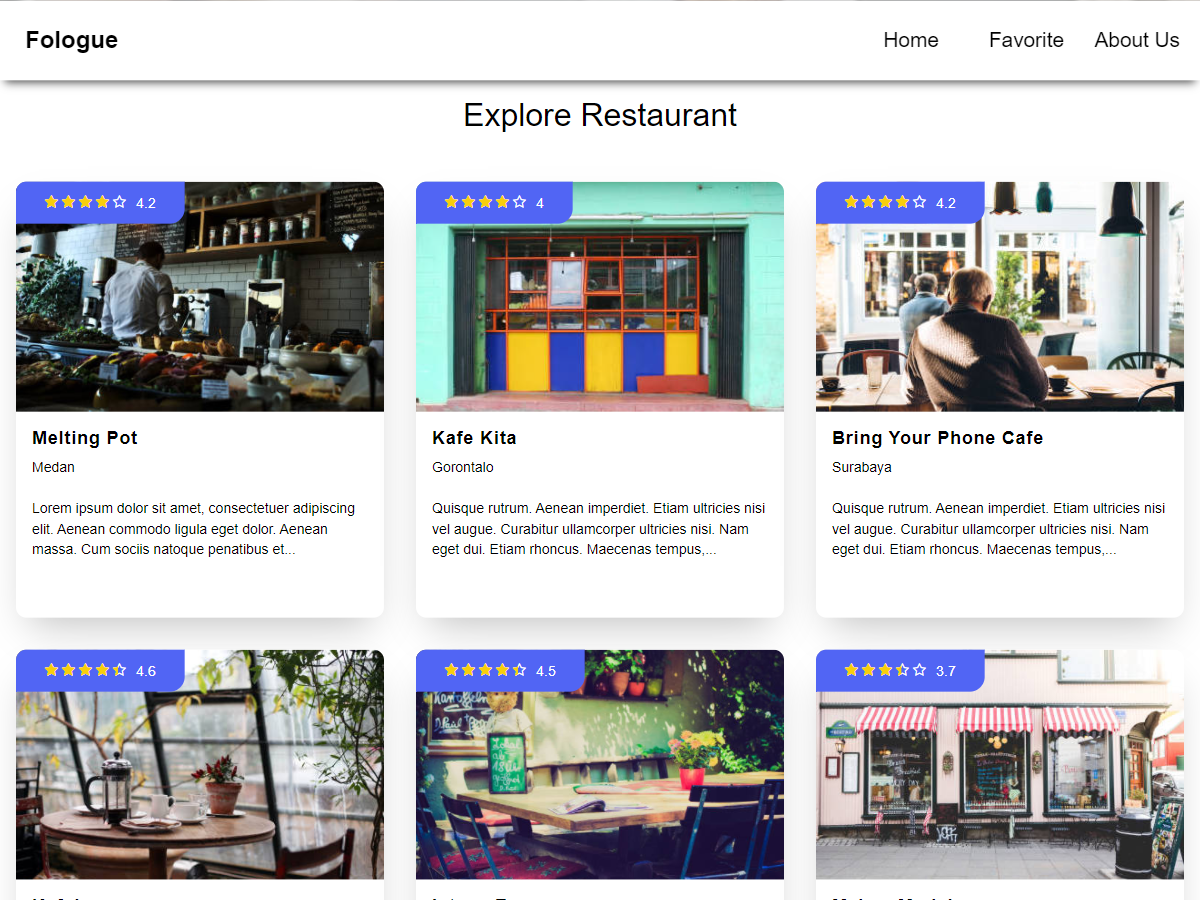 Fologue
Home Favorite About Us
Explore Restaurant
4.2
4
4.2
Melting Pot
Medan
Lorem ipsum dolor sit amet, consectetuer adipiscing
elit. Aenean commodo ligula eget dolor. Aenean
massa. Cum sociis natoque penatibus et...
Kafe Kita
Gorontalo
Quisque rutrum. Aenean imperdiet. Etiam ultricies nisi
vel augue. Curabitur ullamcorper ultricies nisi. Nam
eget dui. Etiam rhoncus. Maecenas tempus,...
Bring Your Phone Cafe
Surabaya
Quisque rutrum. Aenean imperdiet. Etiam ultricies nisi
vel augue. Curabitur ullamcorper ultricies nisi. Nam
eget dui. Etiam rhoncus. Maecenas tempus,...
4.6
4.5
3.7